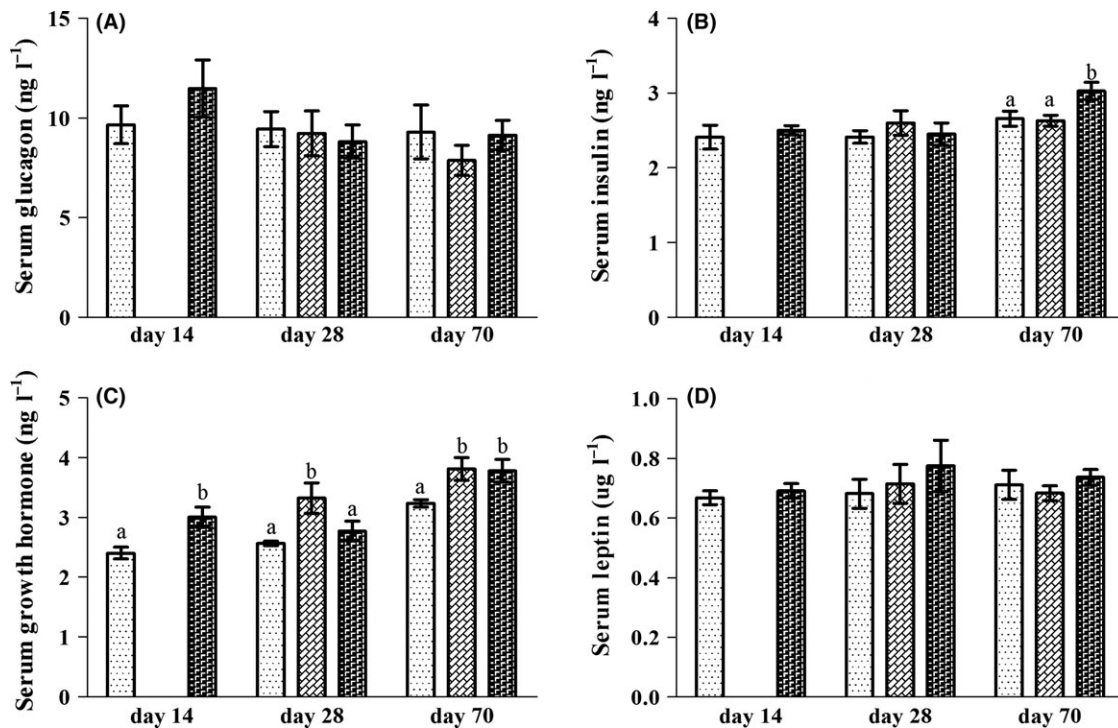 (A)
Serum glucagon (ng l⁻¹)
15
10
5
0
day 14 day 28 day 70
(B)
Serum insulin (ng l⁻¹)
4
3
2
1
0
a a b
day 14 day 28 day 70
(C)
Serum growth hormone (ng l⁻¹)
5
4
3
2
1
0
a b a b a a b b
day 14 day 28 day 70
(D)
Serum leptin (ug l⁻¹)
1.0
0.8
0.6
0.4
0.2
0.0
day 14 day 28 day 70